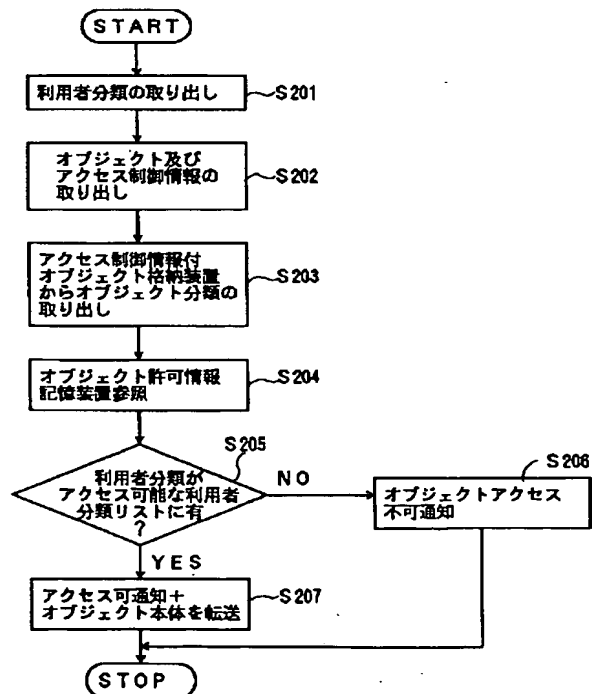 START
利用者分類の取り出し
S201
オブジェクト及び
アクセス制御情報の
取り出し
S202
アクセス制御情報付
オブジェクト格納装置
からオブジェクト分類の
取り出し
S203
オブジェクト許可情報
記憶装置参照
S204
S205
利用者分類が
アクセス可能な利用者
分類リストに有
?
NO
S206
オブジェクトアクセス
不可通知
YES
アクセス可通知+
オブジェクト本体を転送
S207
STOP